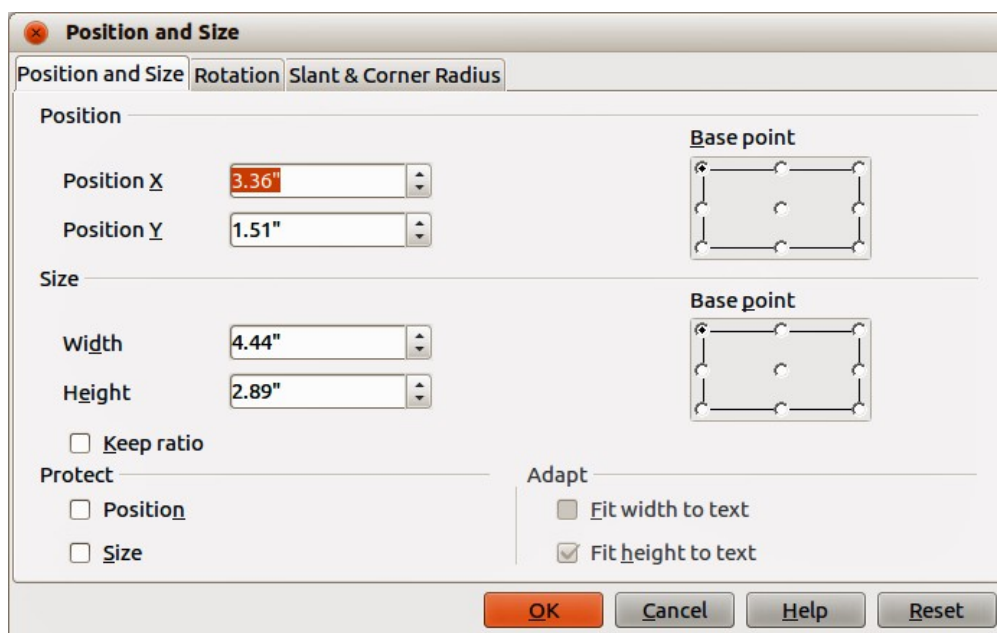 Position and Size
Position and Size Rotation Slant & Corner Radius
Position
Base point
Position X 3.36"
Position Y 1.51"
Size
Base point
Width 4.44"
Height 2.89"
Keep ratio
Protect Adapt
Position Fit width to text
Size Fit height to text
OK Cancel Help Reset